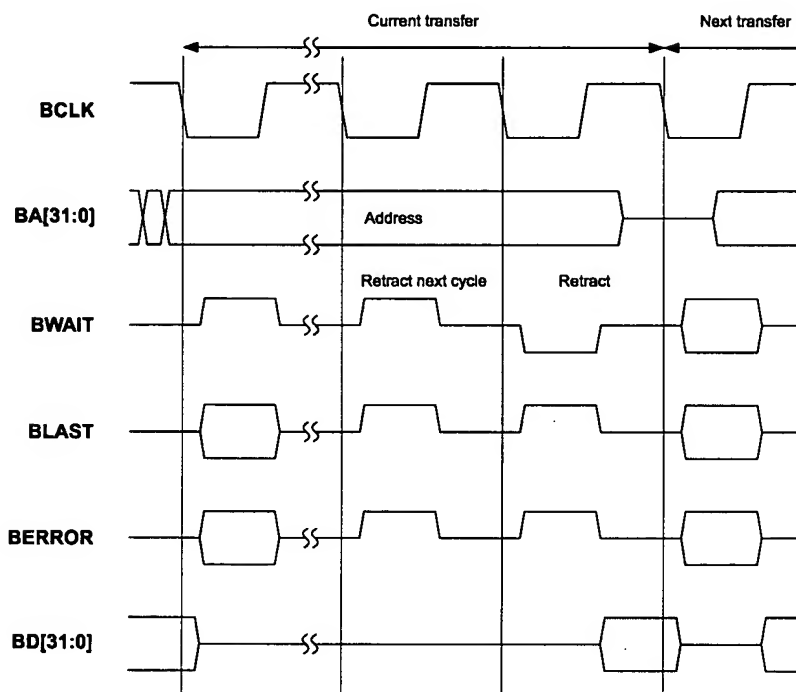 Current transfer
Next transfer
BCLK
BA[31:0]
Address
Retract next cycle
Retract
BWAIT
BLAST
BERROR
BD[31:0]